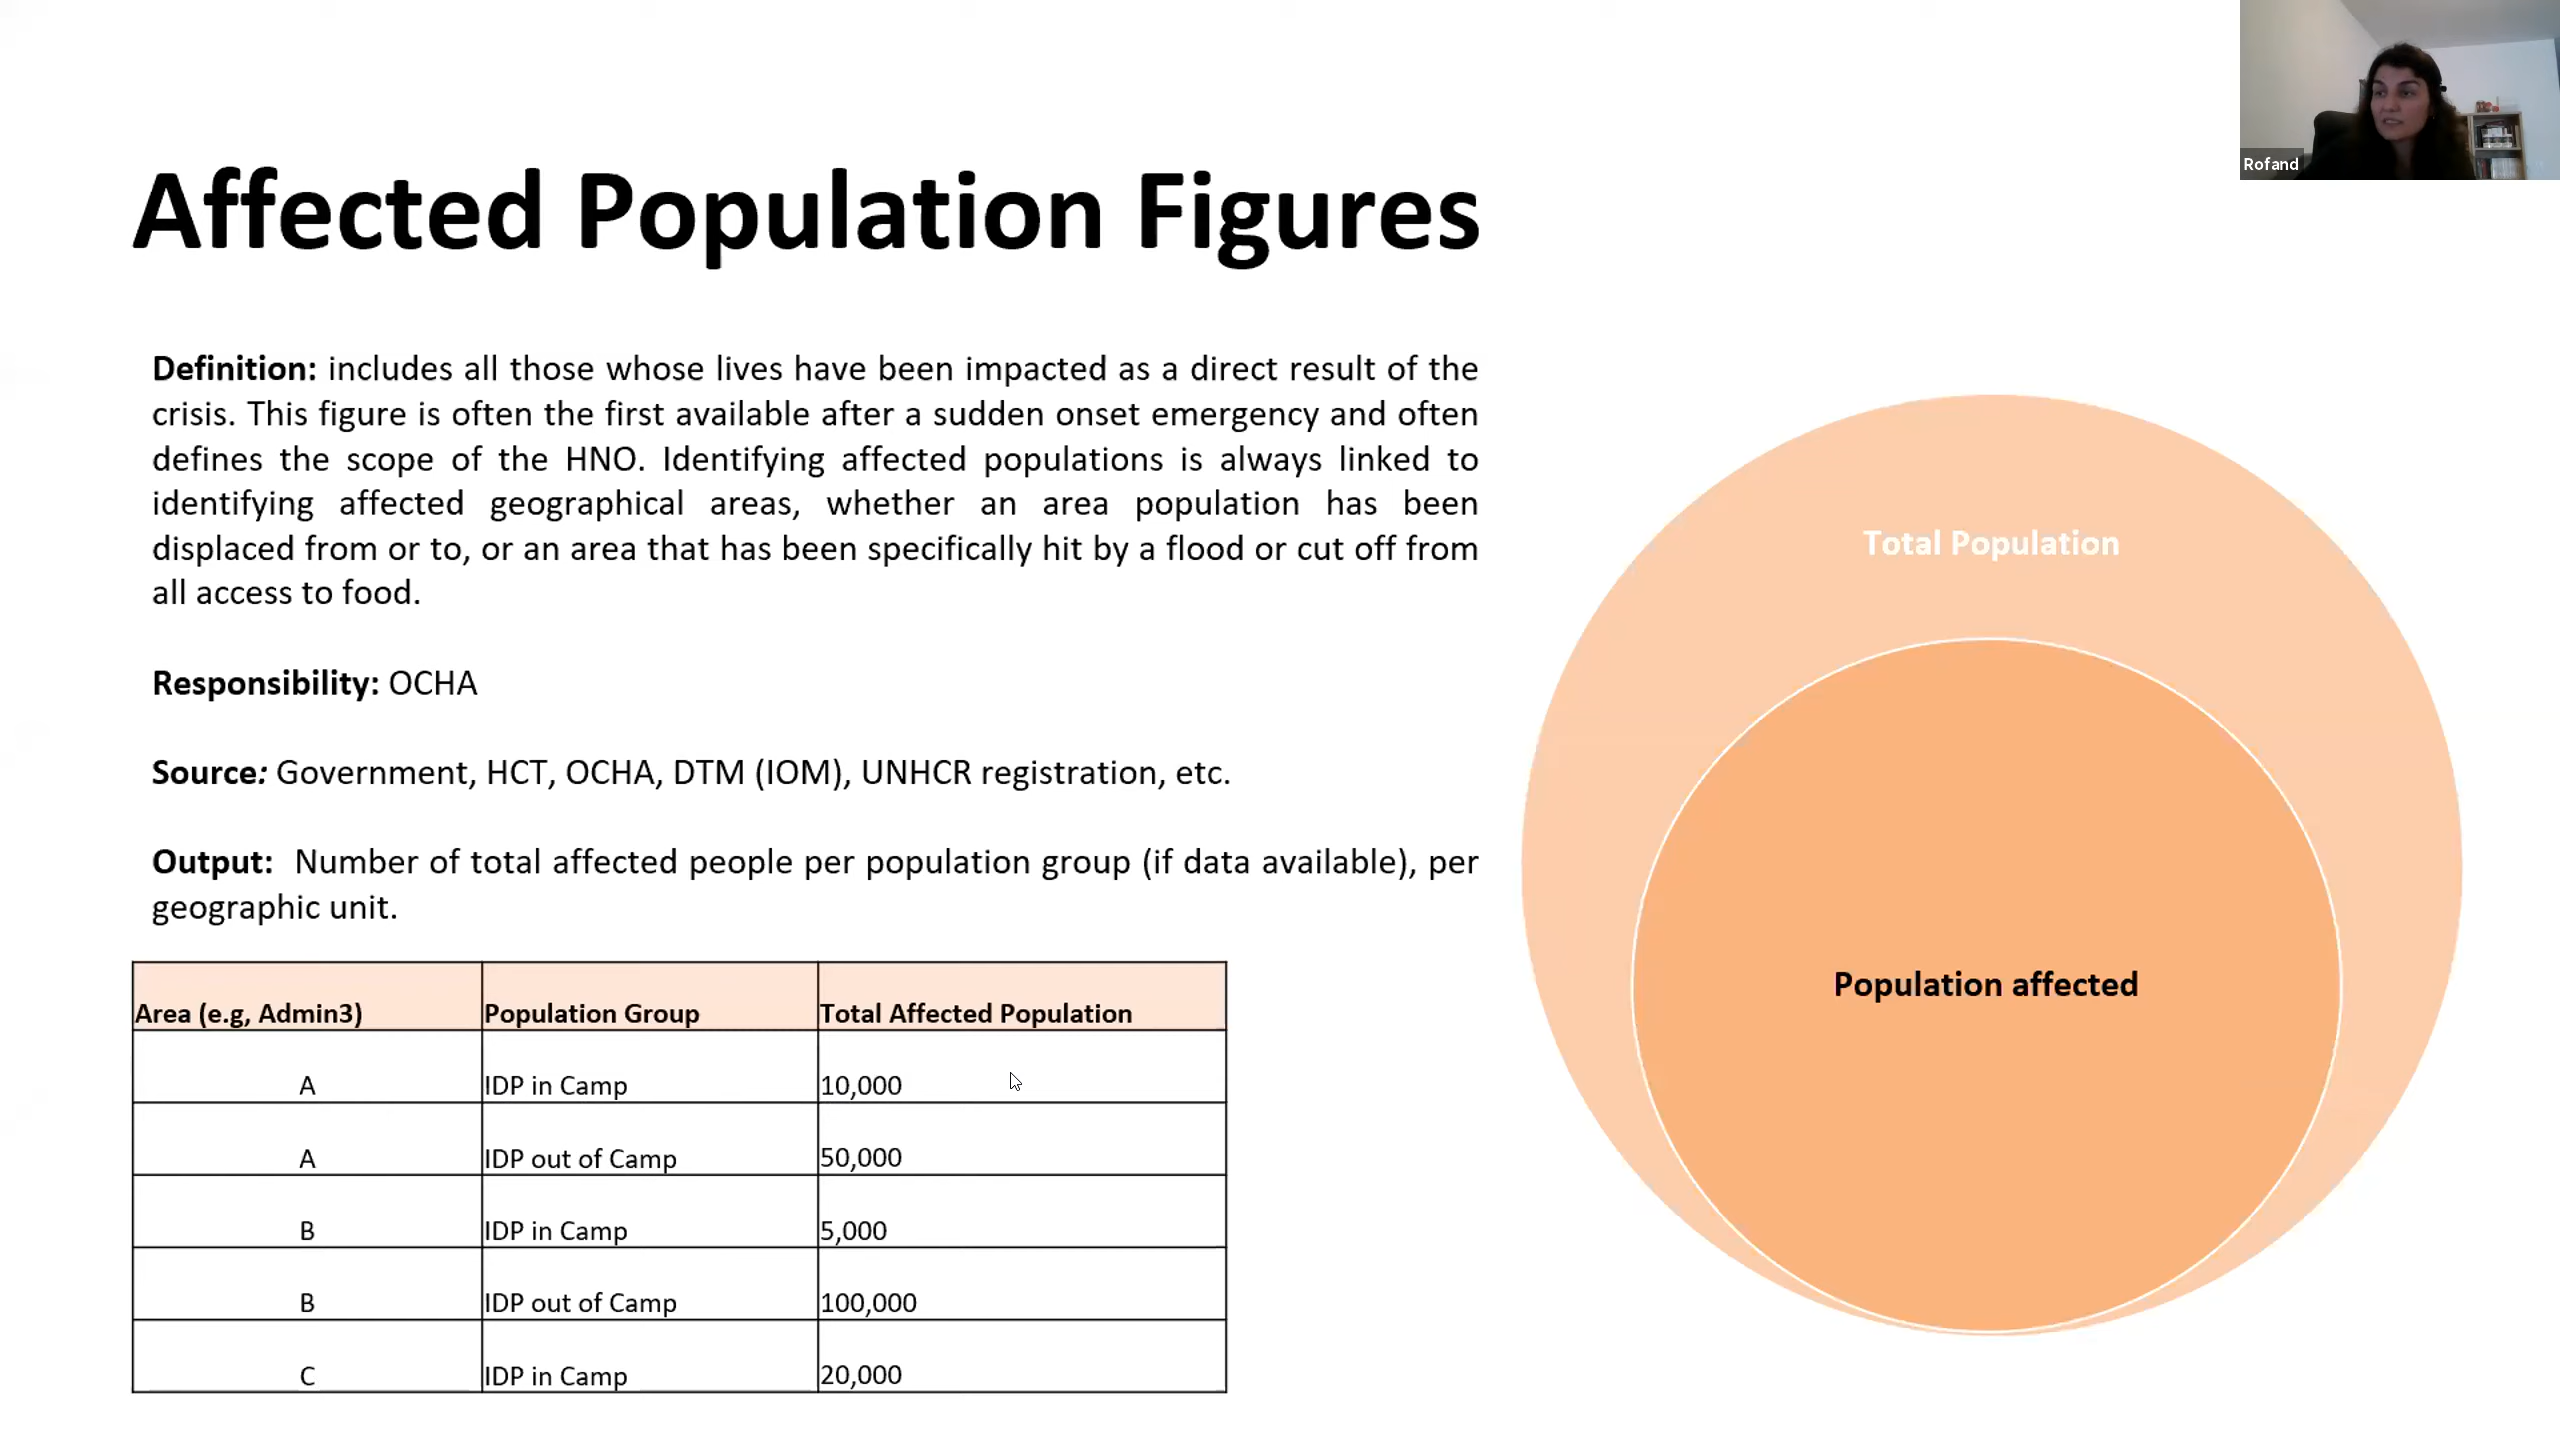 Rofand
Affected Population Figures
Definition: includes all those whose lives have been impacted as a direct result of the
crisis. This figure is often the first available after a sudden onset emergency and often
defines the scope of the HNO. Identifying affected populations is always linked to
identifying affected geographical areas, whether an area population has been
displaced from or to, or an area that has been specifically hit by a flood or cut off from
all access to food.
Responsibility: OCHA
Source: Government, HCT, OCHA, DTM (IOM), UNHCR registration, etc.
Output: Number of total affected people per population group (if data available), per
geographic unit.
Area (e.g, Admin3) Population Group Total Affected Population
A IDP in Camp 10,000
A IDP out of Camp 50,000
B IDP in Camp 5,000
B IDP out of Camp 100,000
C IDP in Camp 20,000
Total Population
Population affected